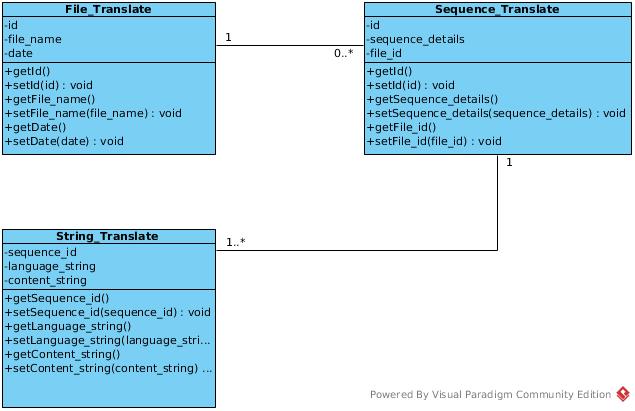 File_Translate
-id
-file_name
-date
+getId()
+setId(id) : void
+getFile_name()
+setFile_name(file_name) : void
+getDate()
+setDate(date) : void
1
0..*
Sequence_Translate
-id
-sequence_details
-file_id
+getId()
+setId(id) : void
+getSequence_details()
+setSequence_details(sequence_details) : void
+getFile_id()
+setFile_id(file_id) : void
1
1..*
String_Translate
-sequence_id
-language_string
-content_string
+getSequence_id()
+setSequence_id(sequence_id) : void
+getLanguage_string()
+setLanguage_string(language_stri...
+getContent_string()
+setContent_string(content_string) ...
Powered By Visual Paradigm Community Edition